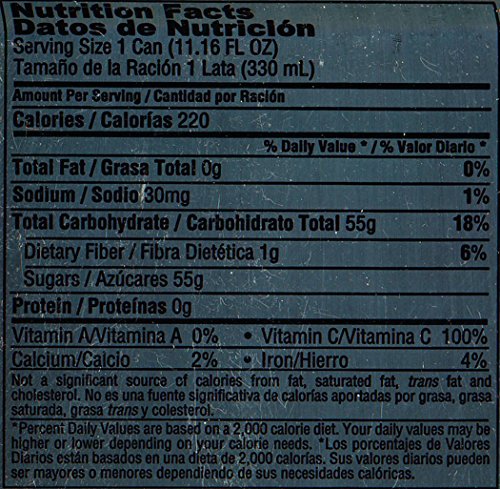 Nutrition Facts
Datos de Nutrición
Serving Size 1 Can (11.16 FL OZ)
Tamaño de la Ración 1 Lata (330 mL)
Amount Per Serving / Cantidad por Ración
Calories / Calorías 220
% Daily Value * / % Valor Diario *
Total Fat / Grasa Total 0g 0%
Sodium / Sodio 30mg 1%
Total Carbohydrate / Carbohidrato Total 55g 18%
Dietary Fiber / Fibra Dietética 1g 6%
Sugars / Azúcares 55g
Protein / Proteínas 0g
Vitamin A/Vitamina A 0% • Vitamin C/Vitamina C 100%
Calcium/Calcio 2% • Iron/Hierro 4%
Not a significant source of calories from fat, saturated fat, trans fat and
cholesterol. No es una fuente significativa de calorías aportadas por grasa, grasa
saturada, grasa trans y colesterol.
*Percent Daily Values are based on a 2,000 calorie diet. Your daily values may be
higher or lower depending on your calorie needs. *Los porcentajes de Valores
Diarios están basados en una dieta de 2,000 calorías. Sus valores diarios pueden
ser mayores o menores dependiendo de sus necesidades calóricas.